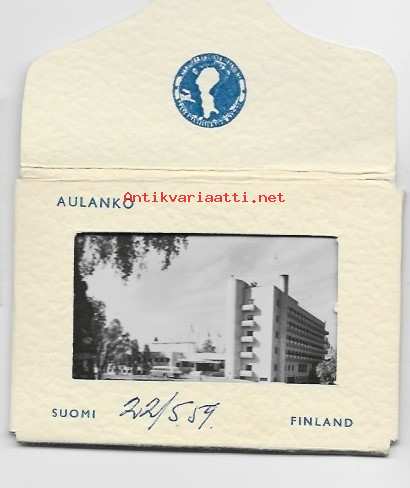 AULANKO
Antikvariaatti.net
SUOMI 22/5.59. FINLAND